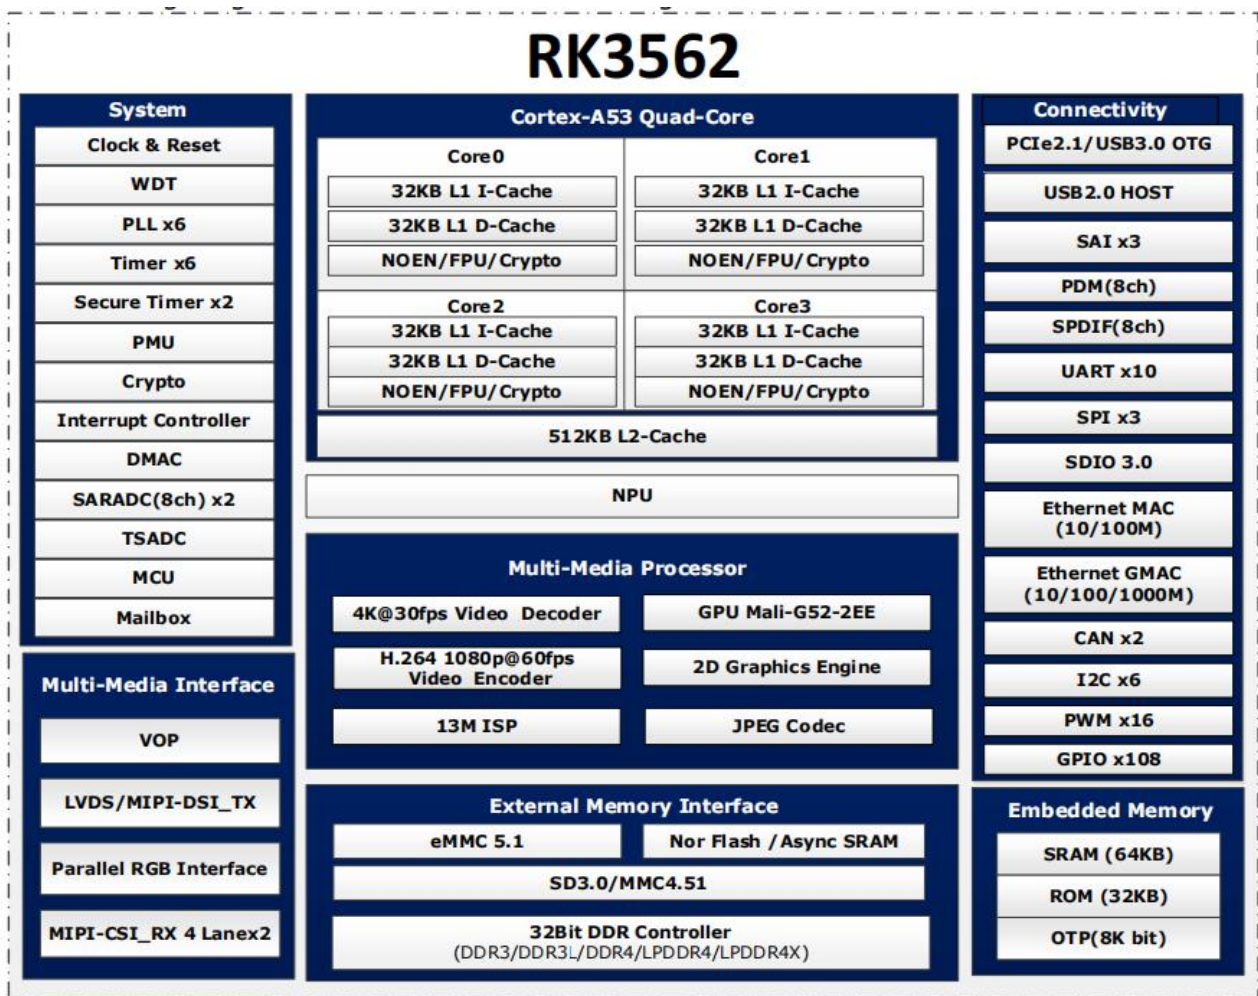 RK3562
System
Clock & Reset
WDT
PLL x6
Timer x6
Secure Timer x2
PMU
Crypto
Interrupt Controller
DMAC
SARADC(8ch) x2
TSADC
MCU
Mailbox
Multi-Media Interface
VOP
LVDS/MIPI-DSI_TX
Parallel RGB Interface
MIPI-CSI_RX 4 Lanex2
Cortex-A53 Quad-Core
Core0
32KB L1 I-Cache
32KB L1 D-Cache
NOEN/FPU/Crypto
Core1
32KB L1 I-Cache
32KB L1 D-Cache
NOEN/FPU/Crypto
Core2
32KB L1 I-Cache
32KB L1 D-Cache
NOEN/FPU/Crypto
Core3
32KB L1 I-Cache
32KB L1 D-Cache
NOEN/FPU/Crypto
512KB L2-Cache
NPU
Multi-Media Processor
4K@30fps Video Decoder
GPU Mali-G52-2EE
H.264 1080p@60fps
Video Encoder
2D Graphics Engine
13M ISP
JPEG Codec
External Memory Interface
eMMC 5.1
Nor Flash /Async SRAM
SD3.0/MMC4.51
32Bit DDR Controller
(DDR3/DDR3L/DDR4/LPDDR4/LPDDR4X)
Connectivity
PCIe2.1/USB3.0 OTG
USB2.0 HOST
SAI x3
PDM(8ch)
SPDIF(8ch)
UART x10
SPI x3
SDIO 3.0
Ethernet MAC
(10/100M)
Ethernet GMAC
(10/100/1000M)
CAN x2
I2C x6
PWM x16
GPIO x108
Embedded Memory
SRAM (64KB)
ROM (32KB)
OTP(8K bit)